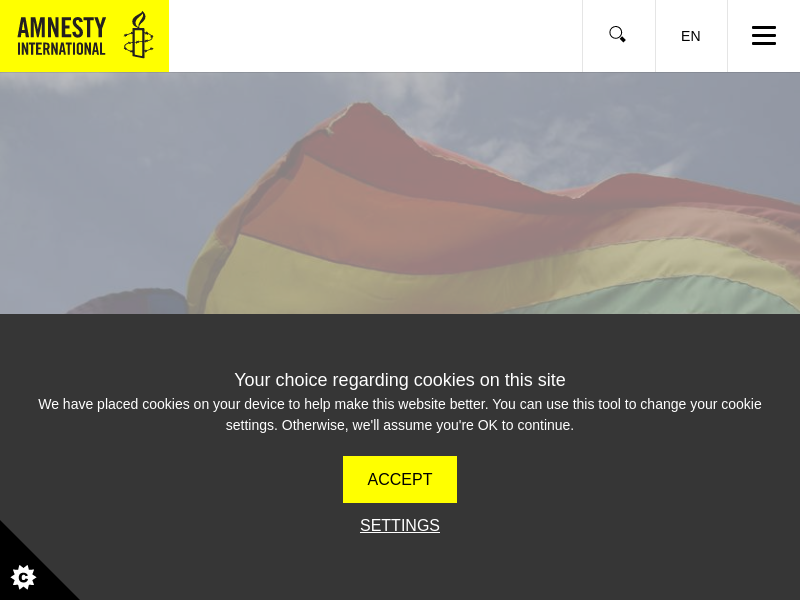 AMNESTY
INTERNATIONAL
EN
Your choice regarding cookies on this site
We have placed cookies on your device to help make this website better. You can use this tool to change your cookie
settings. Otherwise, we'll assume you're OK to continue.
ACCEPT
SETTINGS
C